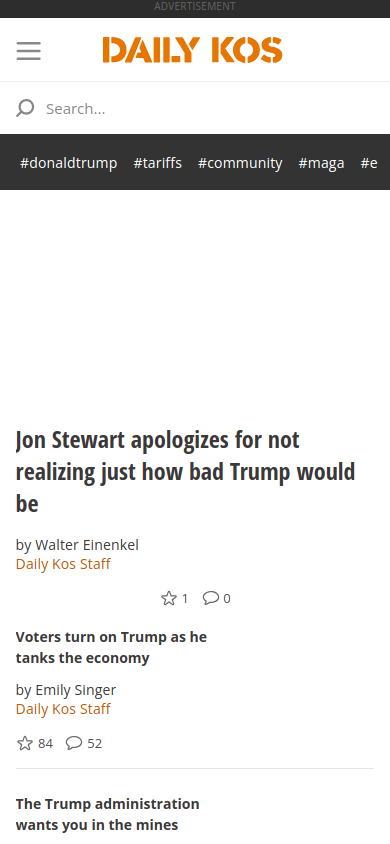 ADVERTISEMENT
DAILY KOS
Search...
#donaldtrump #tariffs #community #maga #e
Jon Stewart apologizes for not
realizing just how bad Trump would
be
by Walter Einenkel
Daily Kos Staff
1 0
Voters turn on Trump as he
tanks the economy
by Emily Singer
Daily Kos Staff
84 52
The Trump administration
wants you in the mines